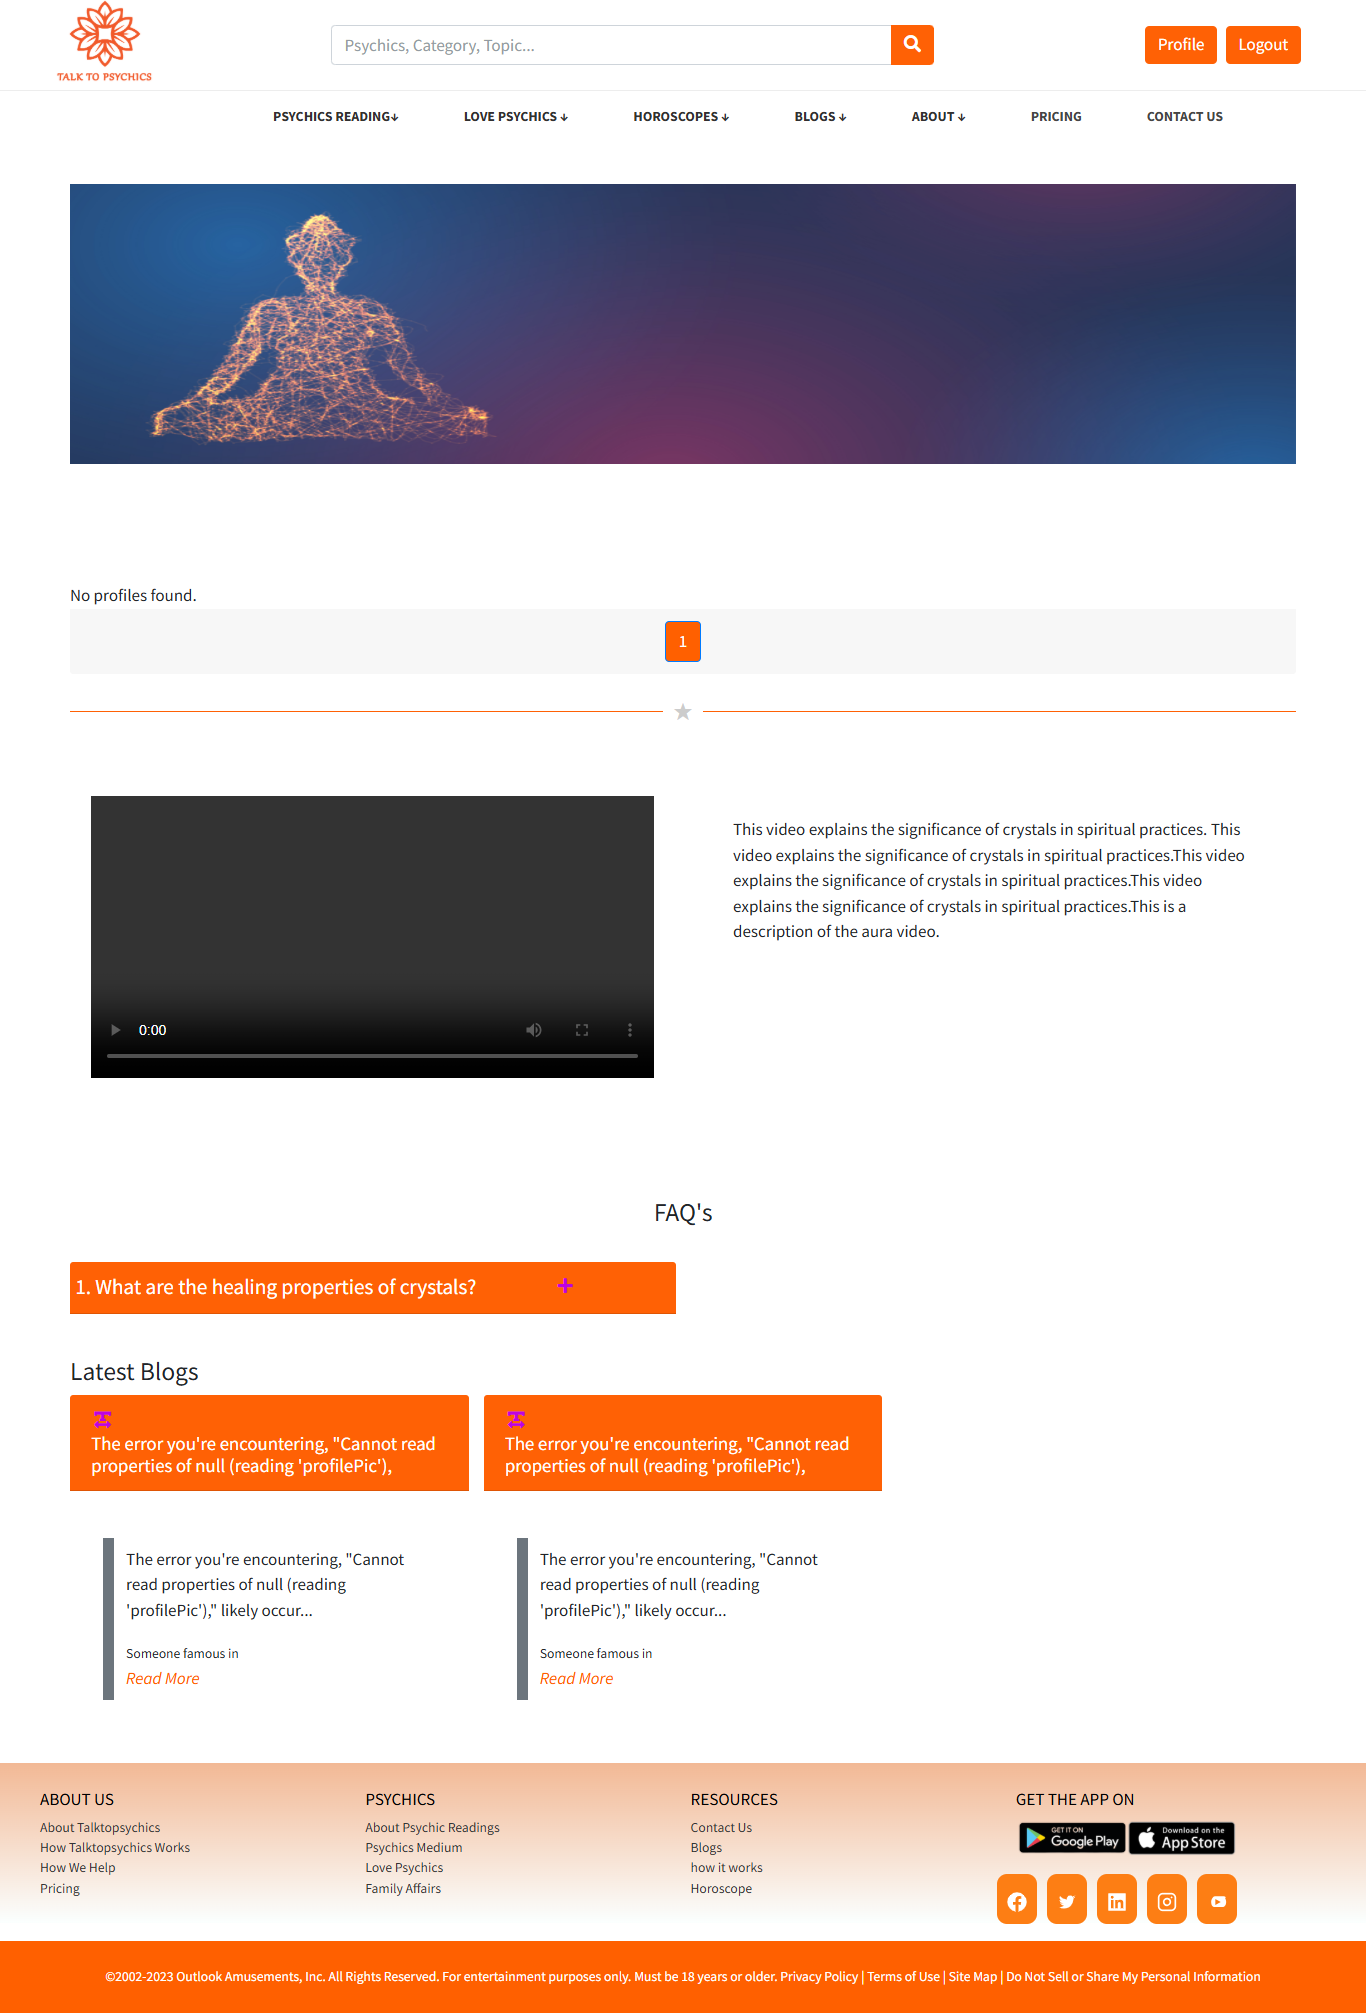 TALK TO PSYCHICS
Psychics, Category, Topic...
Profile
Logout
PSYCHICS READING↓
LOVE PSYCHICS ↓
HOROSCOPES ↓
BLOGS ↓
ABOUT ↓
PRICING
CONTACT US
No profiles found.
1
0:00
This video explains the significance of crystals in spiritual practices. This
video explains the significance of crystals in spiritual practices.This video
explains the significance of crystals in spiritual practices.This video
explains the significance of crystals in spiritual practices.This is a
description of the aura video.
FAQ's
1. What are the healing properties of crystals?
Latest Blogs
The error you're encountering, "Cannot read
properties of null (reading 'profilePic'),
The error you're encountering, "Cannot
read properties of null (reading
'profilePic')," likely occur...
Someone famous in
Read More
The error you're encountering, "Cannot read
properties of null (reading 'profilePic'),
The error you're encountering, "Cannot
read properties of null (reading
'profilePic')," likely occur...
Someone famous in
Read More
ABOUT US
About Talktopsychics
How Talktopsychics Works
How We Help
Pricing
PSYCHICS
About Psychic Readings
Psychics Medium
Love Psychics
Family Affairs
RESOURCES
Contact Us
Blogs
how it works
Horoscope
GET THE APP ON
GET IT ON
Google Play
Download on the
App Store
©2002-2023 Outlook Amusements, Inc. All Rights Reserved. For entertainment purposes only. Must be 18 years or older. Privacy Policy | Terms of Use | Site Map | Do Not Sell or Share My Personal Information